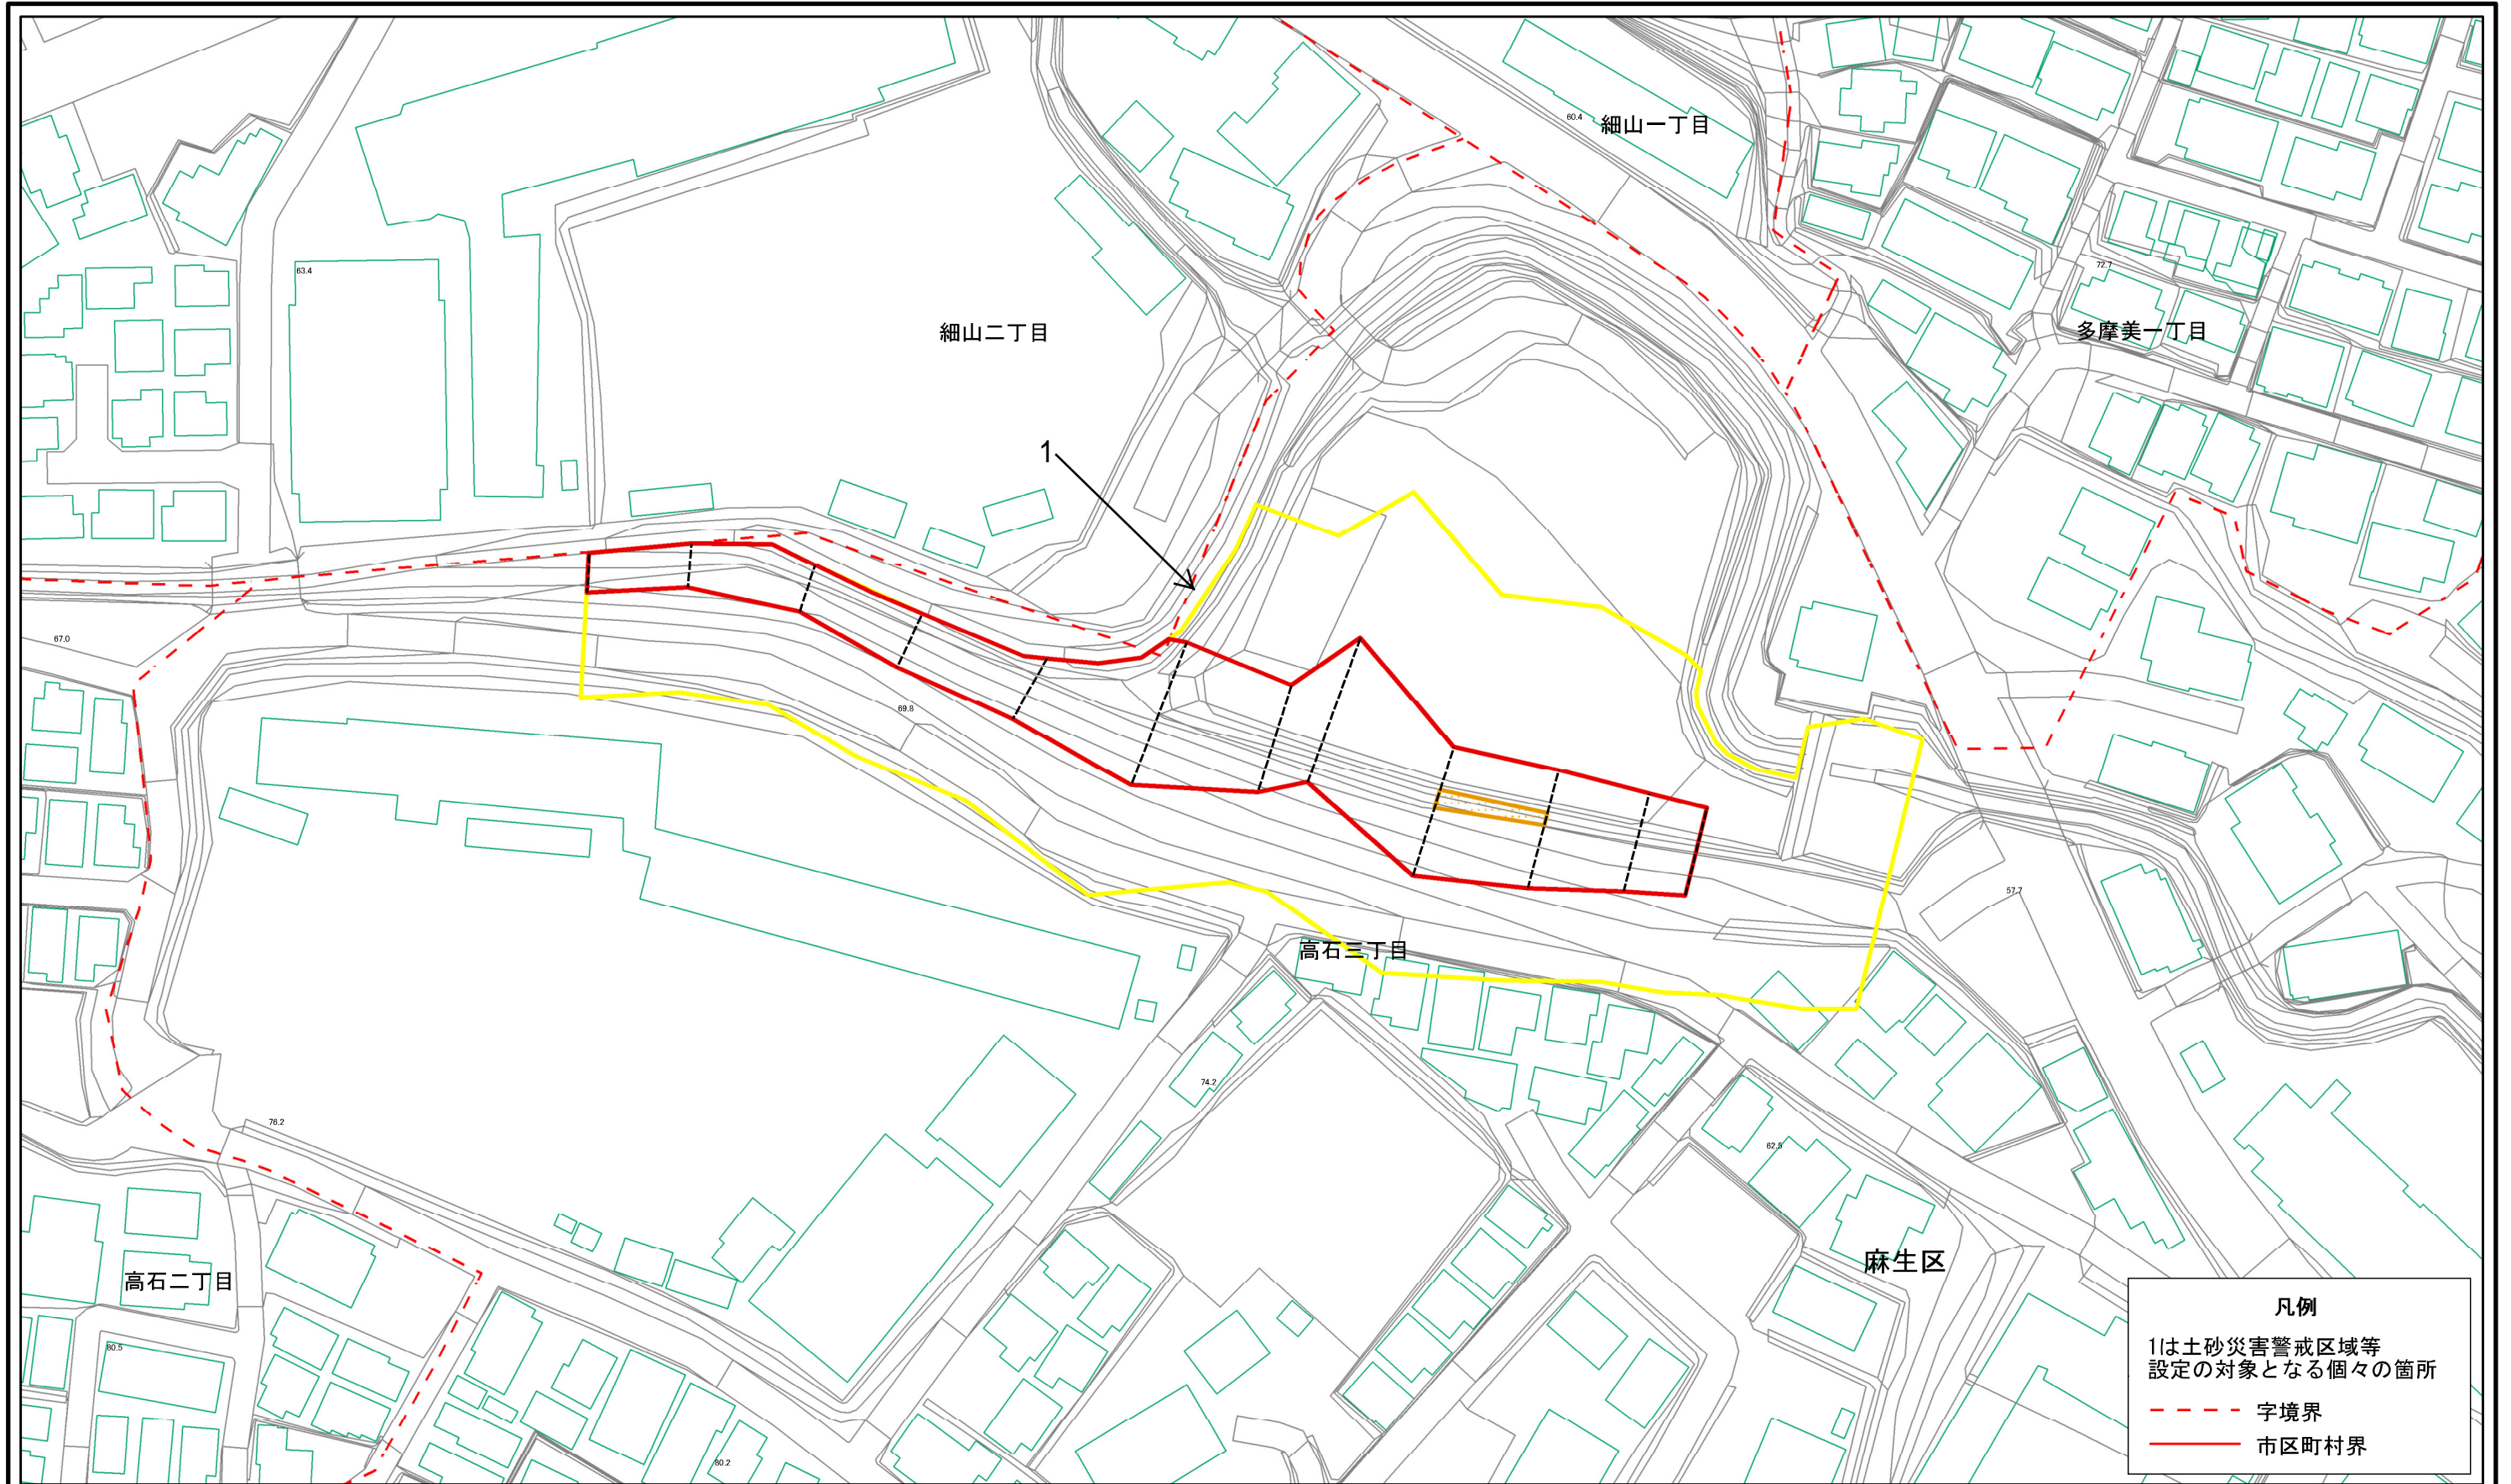 60.4
細山一丁目
63.4
72.7
細山二丁目
多摩美一丁目
1
67.0
69.8
57.7
高石三丁目
74.2
76.2
62.5
麻生区
高石二丁目
80.5
80.2
凡例
1は土砂災害警戒区域等
設定の対象となる個々の箇所
字境界
市区町村界